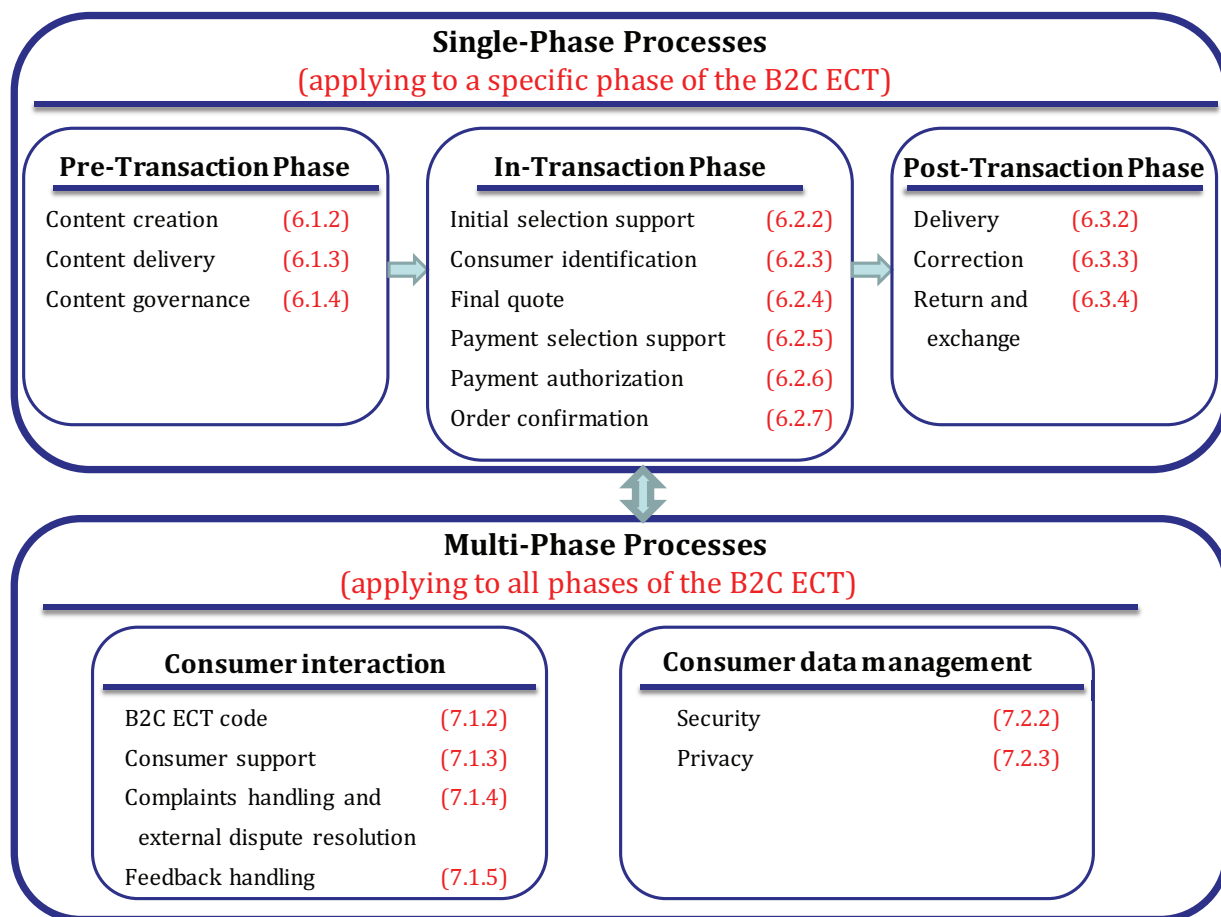 Single-Phase Processes
(applying to a specific phase of the B2C ECT)
Pre-Transaction Phase
Content creation (6.1.2)
Content delivery (6.1.3)
Content governance (6.1.4)
In-Transaction Phase
Initial selection support (6.2.2)
Consumer identification (6.2.3)
Final quote (6.2.4)
Payment selection support (6.2.5)
Payment authorization (6.2.6)
Order confirmation (6.2.7)
Post-Transaction Phase
Delivery (6.3.2)
Correction (6.3.3)
Return and (6.3.4)
exchange
Multi-Phase Processes
(applying to all phases of the B2C ECT)
Consumer interaction
B2C ECT code (7.1.2)
Consumer support (7.1.3)
Complaints handling and (7.1.4)
external dispute resolution
Feedback handling (7.1.5)
Consumer data management
Security (7.2.2)
Privacy (7.2.3)